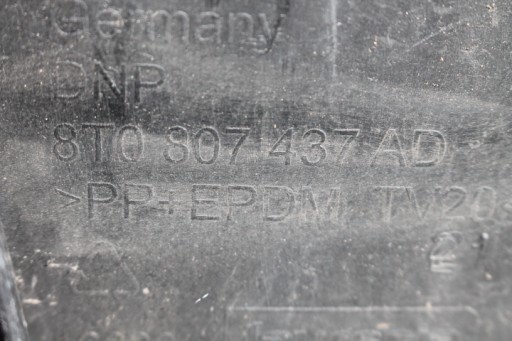 Germany
DNP
8T0 807 437 AD
>PP+EPDM TV20